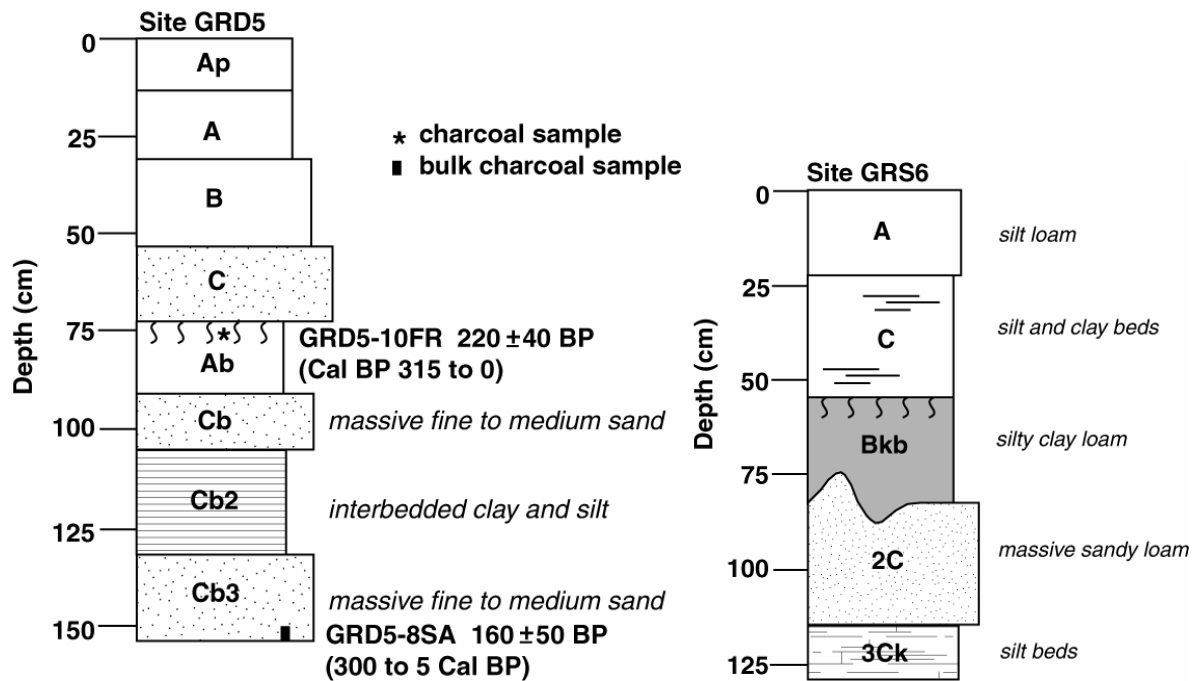 Site GRD5
0
25
50
75
100
125
150
Depth (cm)
Ap
A
B
C
Ab
Cb
Cb2
Cb3
* charcoal sample
bulk charcoal sample
GRD5-10FR 220 ±40 BP
(Cal BP 315 to 0)
massive fine to medium sand
interbedded clay and silt
massive fine to medium sand
GRD5-8SA 160 ±50 BP
(300 to 5 Cal BP)
Site GRS6
0
25
50
75
100
125
Depth (cm)
A
C
Bkb
2C
3Ck
silt loam
silt and clay beds
silty clay loam
massive sandy loam
silt beds